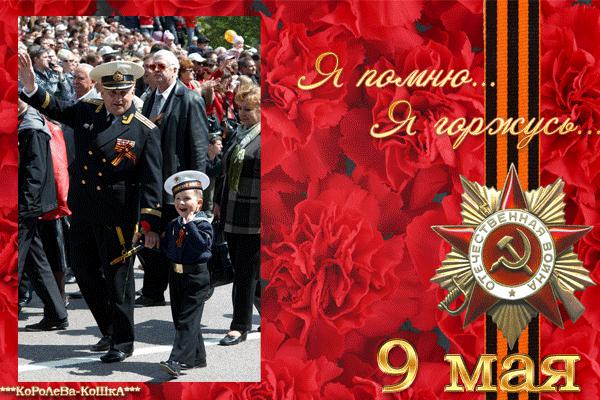 Я помню...
Я горжусь...
ОТЕЧЕСТВЕННАЯ ВОЙНА
9 мая
***КоРоЛеВа-КоШкА***